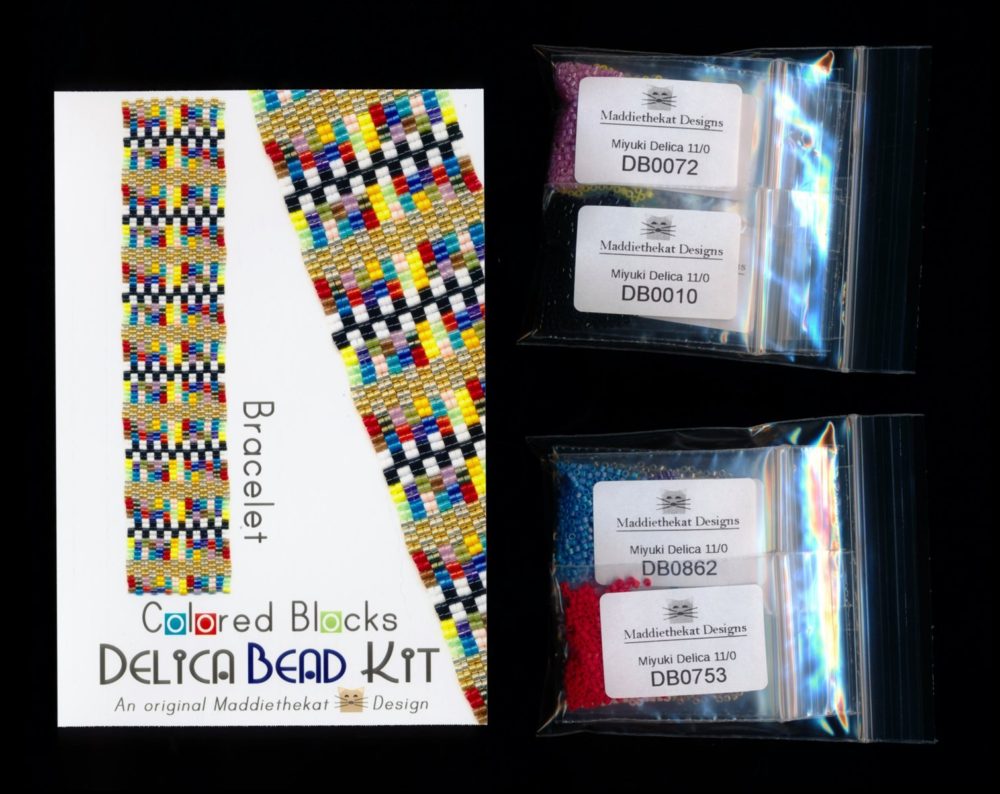 Bracelet
Colored Blocks
DELICA BEAD KIT
An original Maddiethekat Design
Maddiethekat Designs
Miyuki Delica 11/0
DB0072
Maddiethekat Designs
Miyuki Delica 11/0
DB0010
Maddiethekat Designs
Miyuki Delica 11/0
DB0862
Maddiethekat Designs
Miyuki Delica 11/0
DB0753